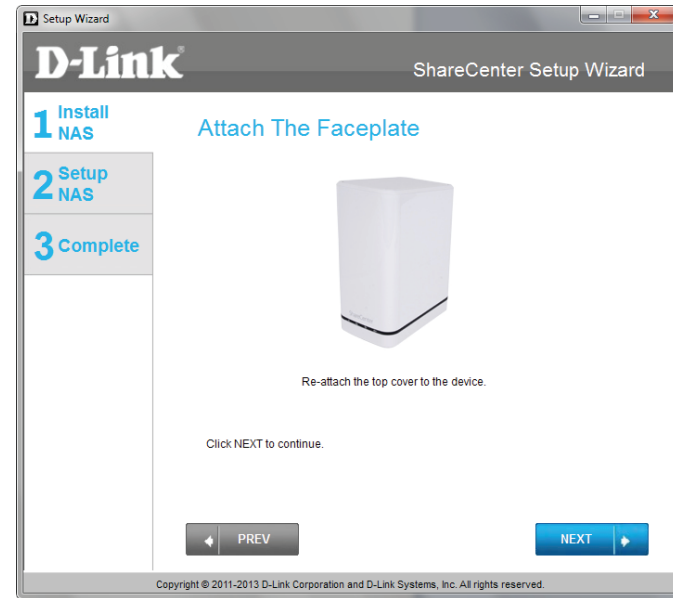 Setup Wizard
D-Link®
ShareCenter Setup Wizard
1 Install
NAS
2 Setup
NAS
3 Complete
Attach The Faceplate
ShareCenter
Re-attach the top cover to the device.
Click NEXT to continue.
PREV
NEXT
Copyright © 2011-2013 D-Link Corporation and D-Link Systems, Inc. All rights reserved.